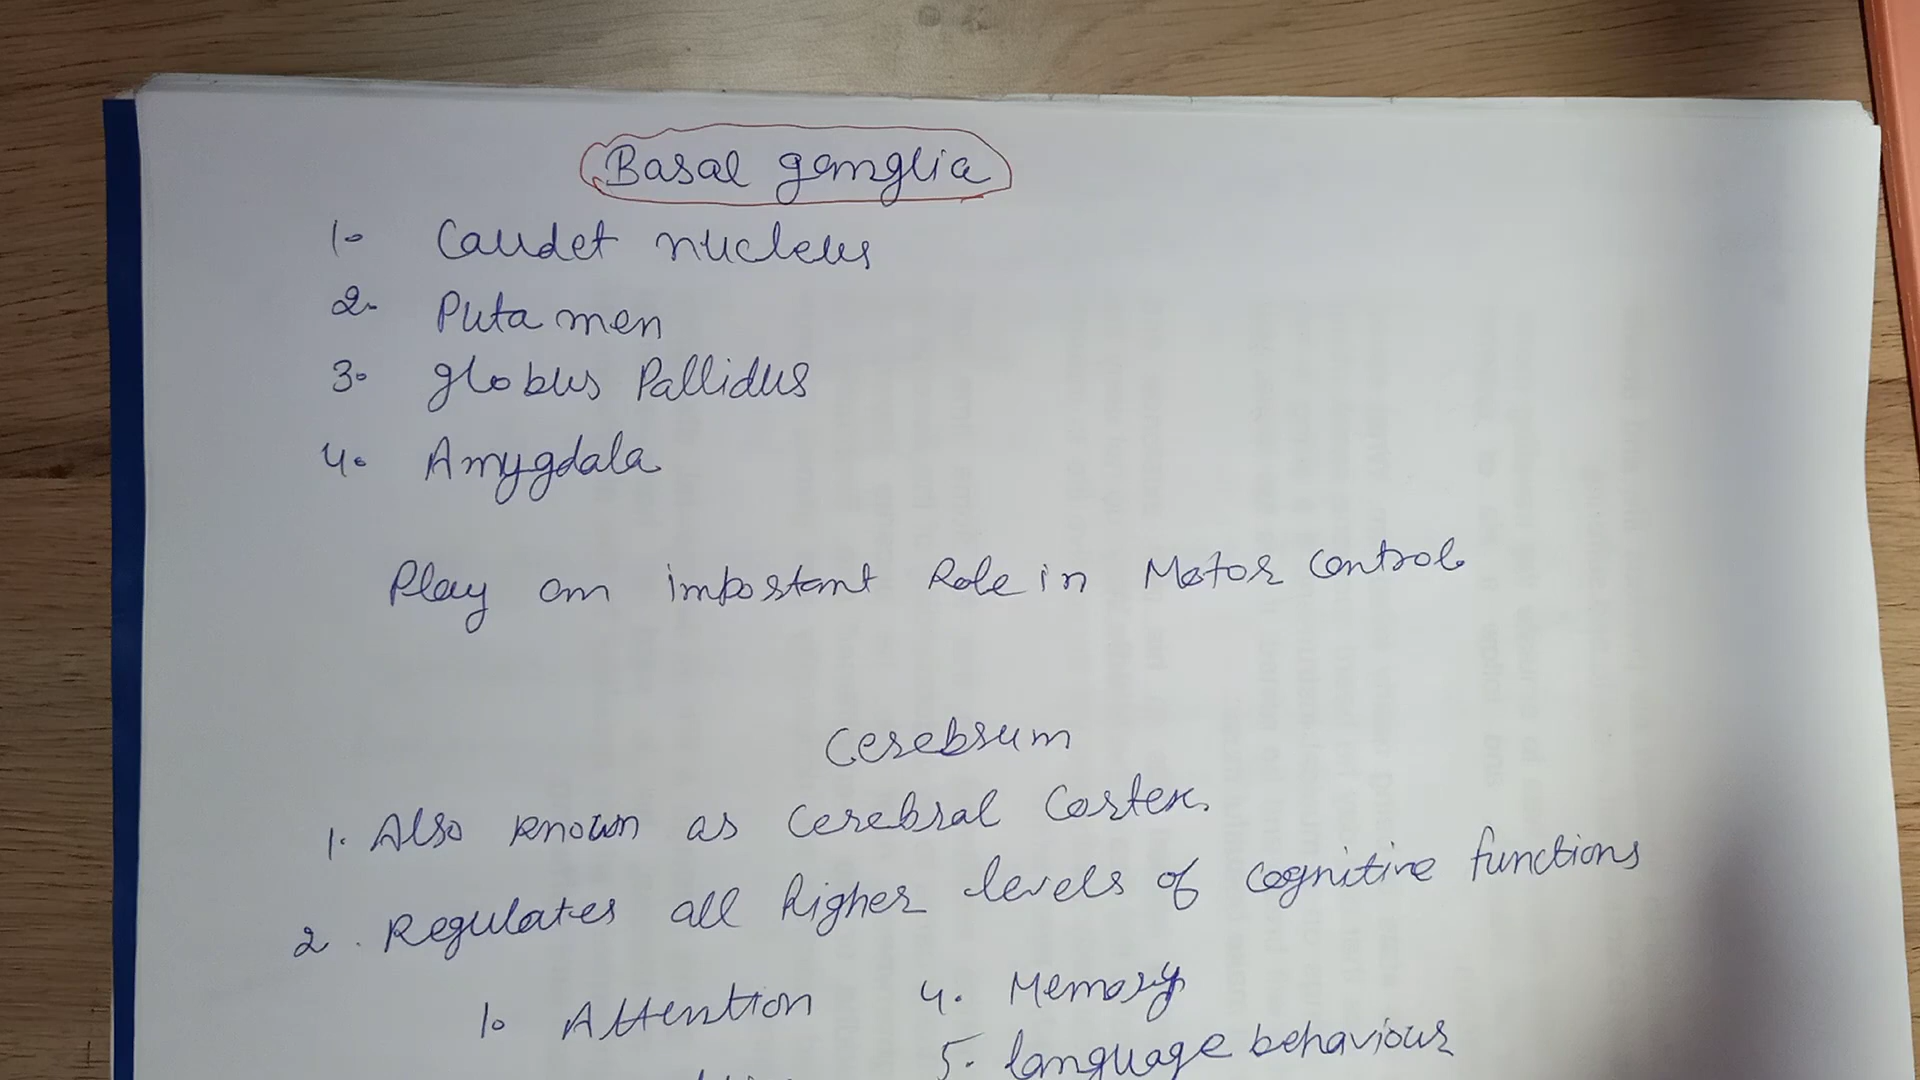 Basal ganglia
1. Caudet nucleus
2. Putamen
3. globus Pallidus
4. Amygdala
Play an important Role in Motor control
Cerebrum
1. Also known as Cerebral Cortex.
2. Regulates all higher levels of cognitive functions
1. Attention 4. Memory
5. language behaviour